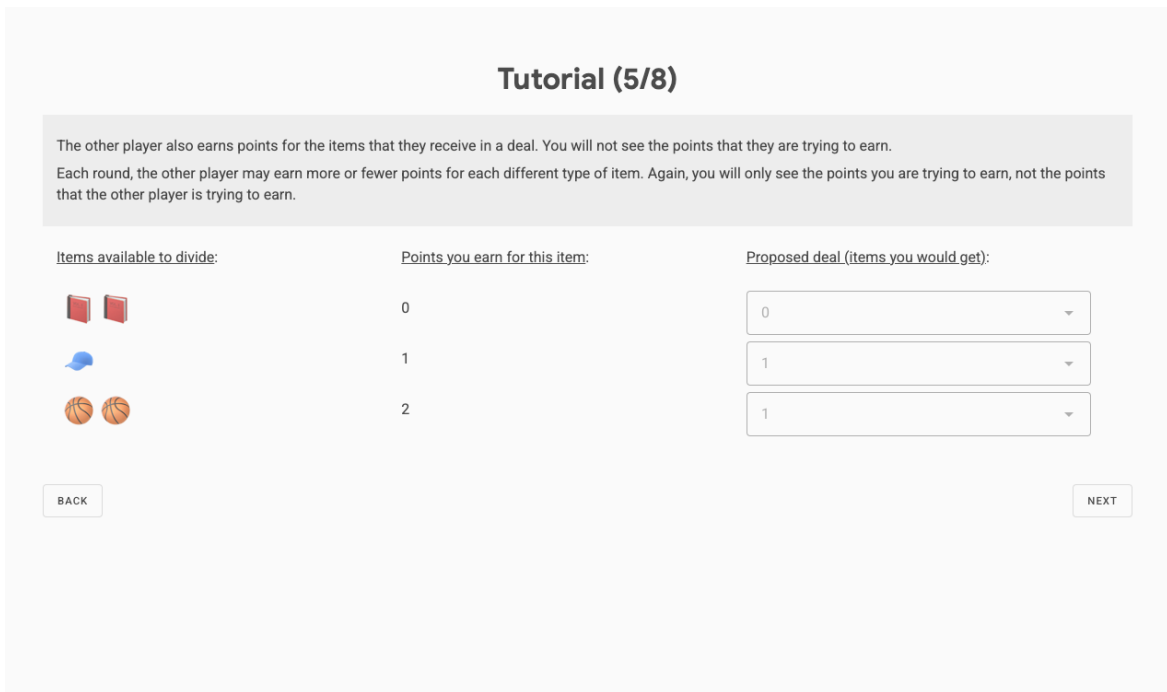 Tutorial (5/8)
The other player also earns points for the items that they receive in a deal. You will not see the points that they are trying to earn.
Each round, the other player may earn more or fewer points for each different type of item. Again, you will only see the points you are trying to earn, not the points
that the other player is trying to earn.
Items available to divide: Points you earn for this item: Proposed deal (items you would get):
0 0
1 1
2 1
BACK NEXT